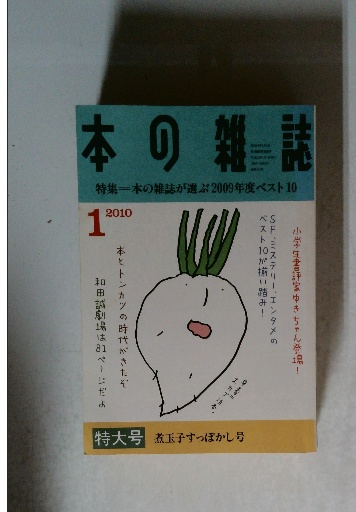 本の雑誌
特集＝本の雑誌が選ぶ2009年度ベスト10
1 2010
小学生書評家ゆきちゃん登場！
SF、ミステリー、エンタメの
ベスト10が揃い踏み！
本とトンカツの時代がきたぞ
和田誠劇場は81ページだよ
特大号 煮玉子すっぽかし号